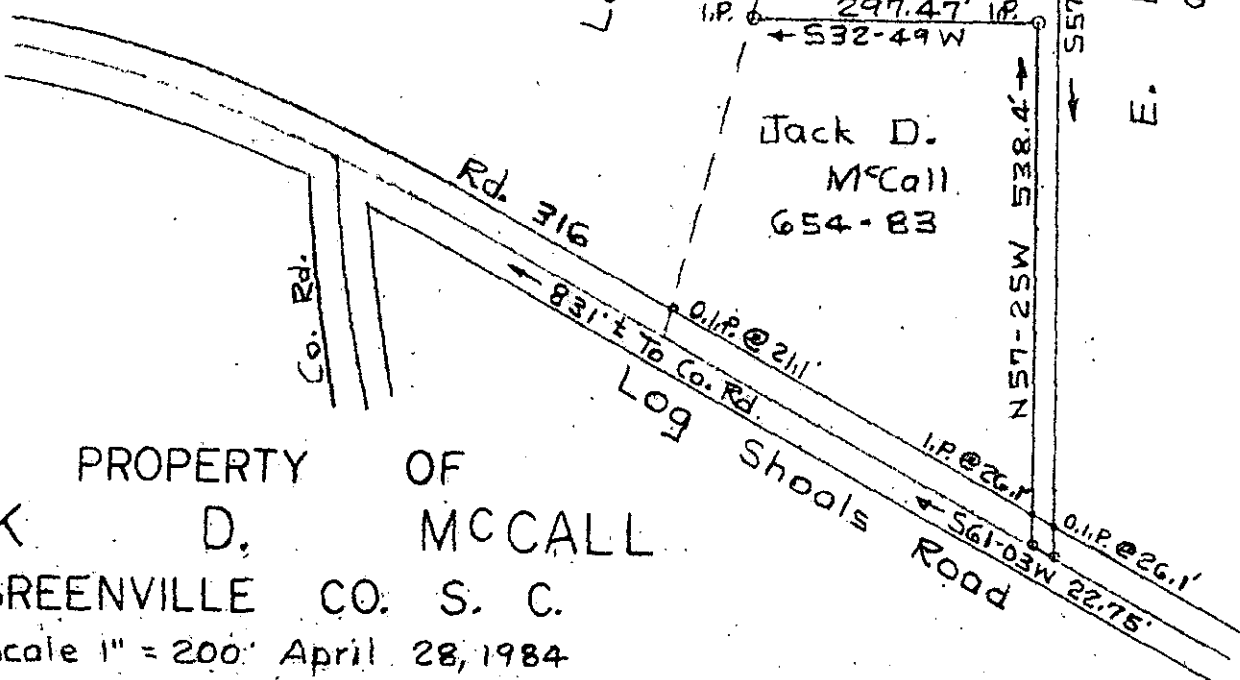 I.P. 297.47' I.P.
← S32-49W
S57
E.
Jack D.
McCall
654-83
N57-25W 538.4' →
Rd. 316
Co. Rd.
← 831' ± To Co. Rd.
O.I.P. @ 21.1'
Log Shoals Road
I.P. @ 26.1'
O.I.P. @ 26.1'
← S61-03W 22.75'
PROPERTY OF
K D. McCALL
GREENVILLE CO. S. C.
Scale 1" = 200' April 28, 1984